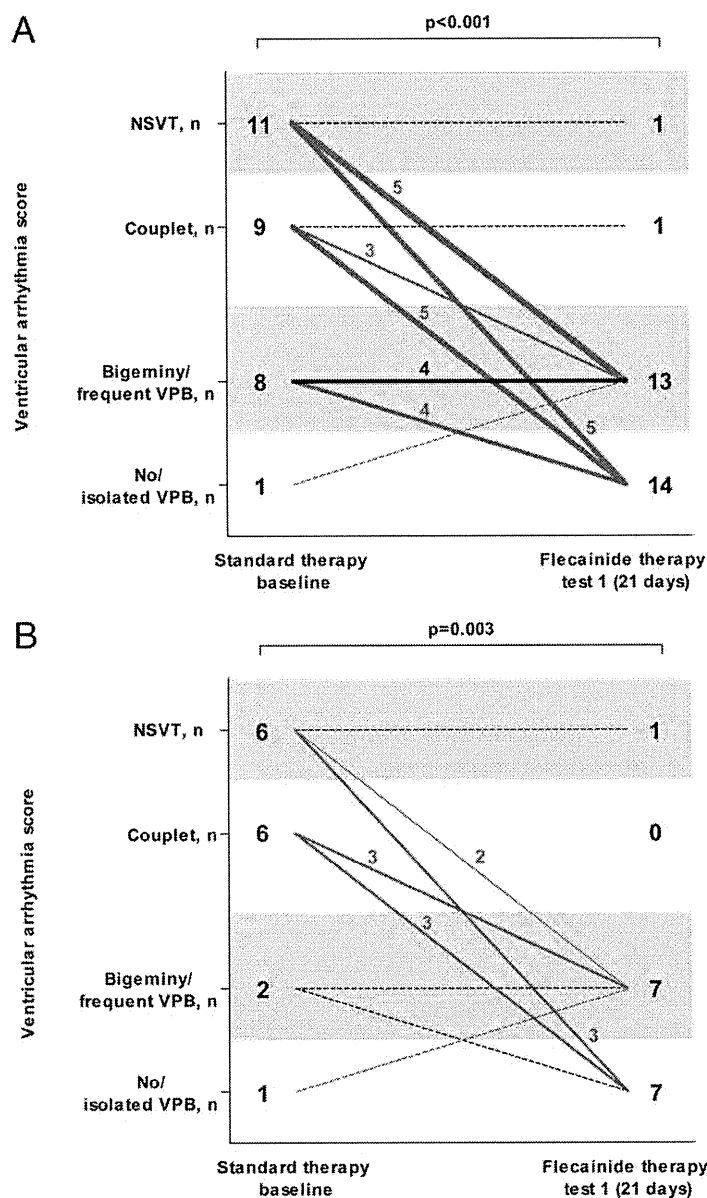 A
p<0.001
Ventricular arrhythmia score
NSVT, n
11
1
5
Couplet, n
9
1
3
5
Bigeminy/
frequent VPB, n
8
4
13
4
5
No/
isolated VPB, n
1
14
Standard therapy
baseline
Flecainide therapy
test 1 (21 days)
B
p=0.003
Ventricular arrhythmia score
NSVT, n
6
1
Couplet, n
6
0
3
2
3
Bigeminy/
frequent VPB, n
2
7
3
No/
isolated VPB, n
1
7
Standard therapy
baseline
Flecainide therapy
test 1 (21 days)